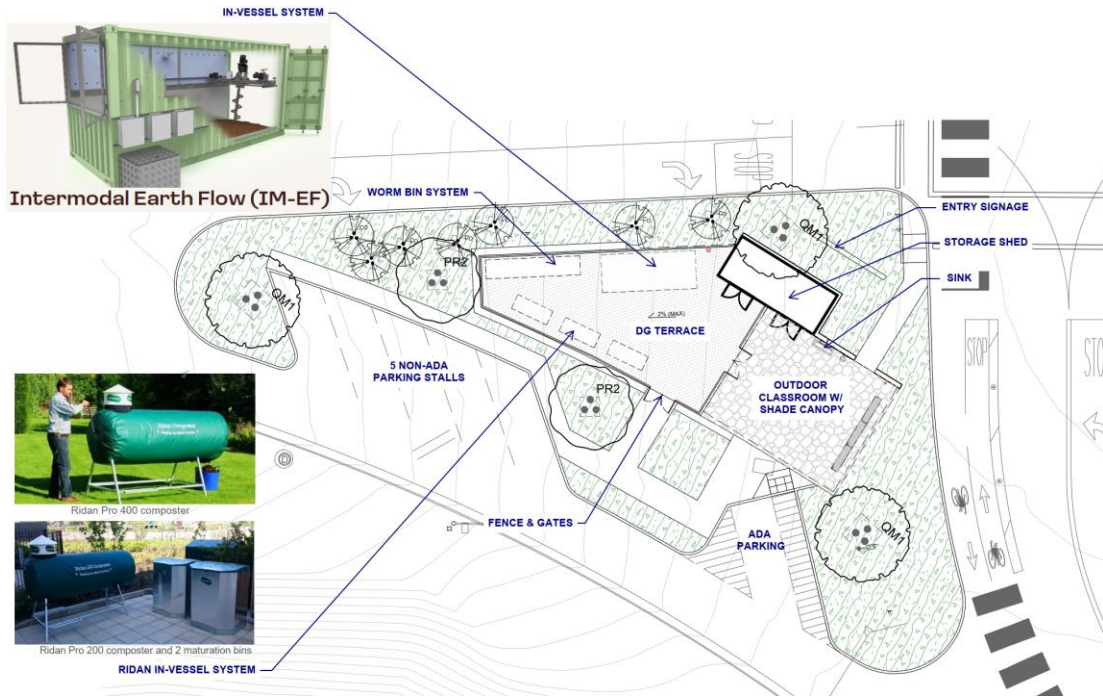 IN-VESSEL SYSTEM
Intermodal Earth Flow (IM-EF)
WORM BIN SYSTEM
QM1
ENTRY SIGNAGE
STORAGE SHED
PR2
SINK
QM1
2% (MAX)
DG TERRACE
5 NON-ADA
PARKING STALLS
STOP
STOP
PR2
OUTDOOR
CLASSROOM W/
SHADE CANOPY
Ridan Pro 400 composter
FENCE & GATES
ADA
PARKING
QM1
Ridan Pro 200 composter and 2 maturation bins
RIDAN IN-VESSEL SYSTEM